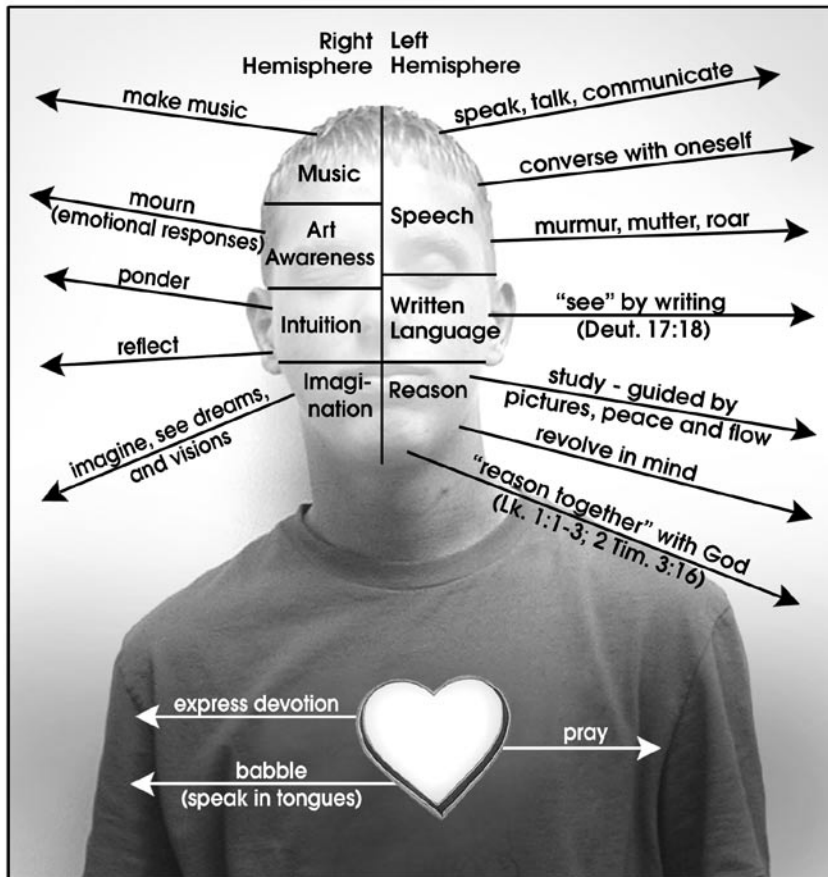 Right
Hemisphere
Left
Hemisphere
make music
mourn
(emotional responses)
ponder
reflect
imagine, see dreams,
and visions
Music
Art
Awareness
Intuition
Imagi-
nation
Speech
Written
Language
Reason
speak, talk, communicate
converse with oneself
murmur, mutter, roar
“see” by writing
(Deut. 17:18)
study - guided by
pictures, peace and flow
revolve in mind
“reason together” with God
(Lk. 1:1-3; 2 Tim. 3:16)
express devotion
babble
(speak in tongues)
pray